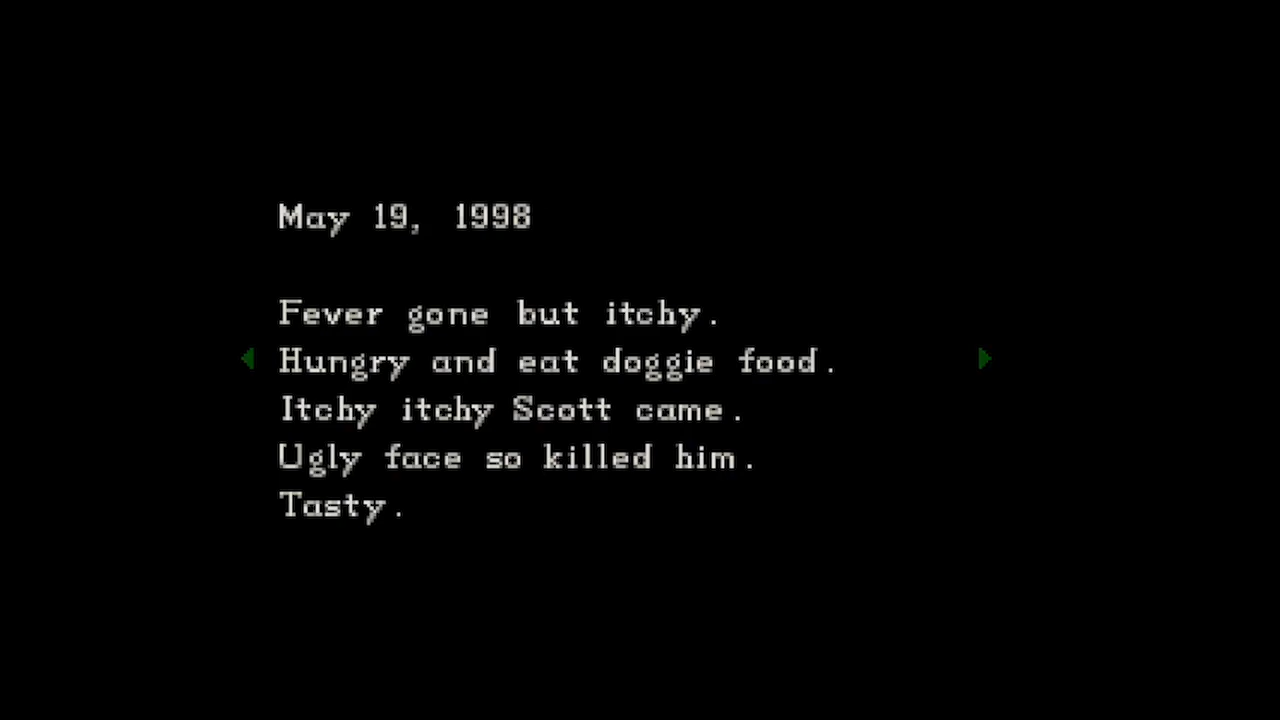 May 19, 1998
Fever gone but itchy.
Hungry and eat doggie food.
Itchy itchy Scott came.
Ugly face so killed him.
Tasty.